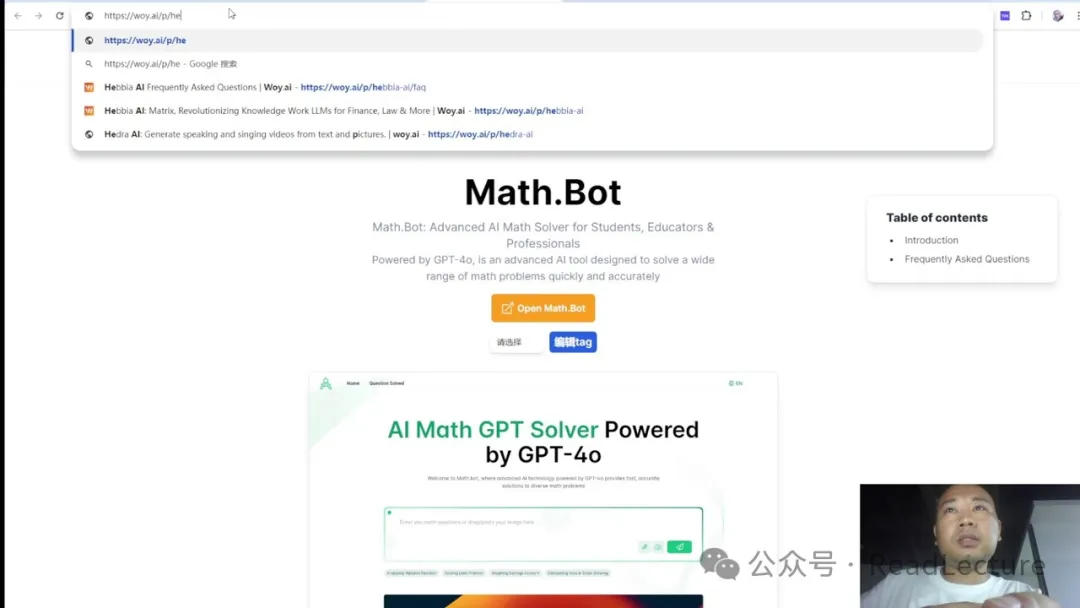 https://woy.ai/p/he
https://woy.ai/p/he
https://woy.ai/p/he - Google 搜索
Hebbia AI Frequently Asked Questions | Woy.ai - https://woy.ai/p/hebbia-ai/faq
Hebbia AI: Matrix, Revolutionizing Knowledge Work LLMs for Finance, Law & More | Woy.ai - https://woy.ai/p/hebbia-ai
Hedra AI: Generate speaking and singing videos from text and pictures. | woy.ai - https://woy.ai/p/hedra-ai
Math.Bot
Math.Bot: Advanced AI Math Solver for Students, Educators &
Professionals
Powered by GPT-4o, is an advanced AI tool designed to solve a wide
range of math problems quickly and accurately
Open Math.Bot
请选择
编辑tag
Table of contents
Introduction
Frequently Asked Questions
Home Question Solved
EN
AI Math GPT Solver Powered
by GPT-4o
Welcome to Math.bot, where advanced AI technology powered by GPT-4o provides fast, accurate
solutions to diverse math problems
Enter you math questions or drag&paste your image here
公众号 · iReadLecture